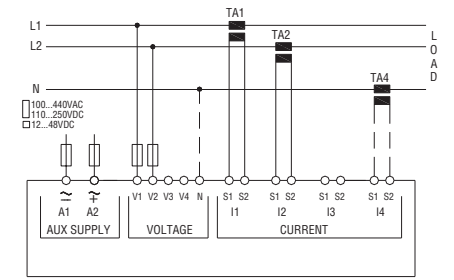 TA1
L1
TA2
L2
L
O
A
D
TA4
N
100...440VAC
110...250VDC
12...48VDC
V1 V2 V3 V4 N
S1 S2 S1 S2 S1 S2 S1 S2
A1 A2
I1 I2 I3 I4
AUX SUPPLY VOLTAGE CURRENT